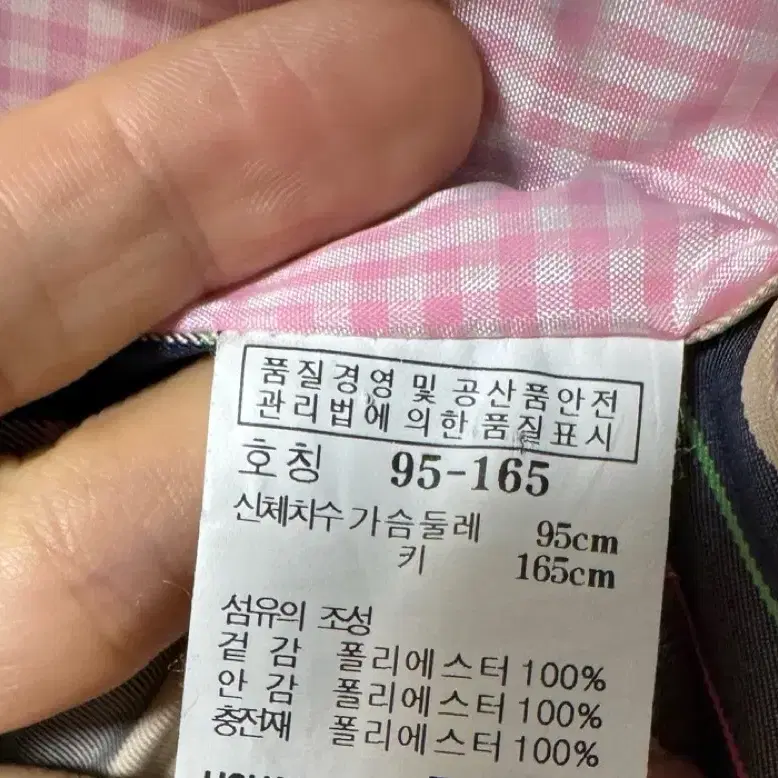 품질경영 및 공산품안전
관리법에 의한 품질표시
호칭 95-165
신체차수 가슴둘레 95cm
키 165cm
섬유의 조성
겉감 폴리에스터 100%
안감 폴리에스터 100%
충전재 폴리에스터 100%